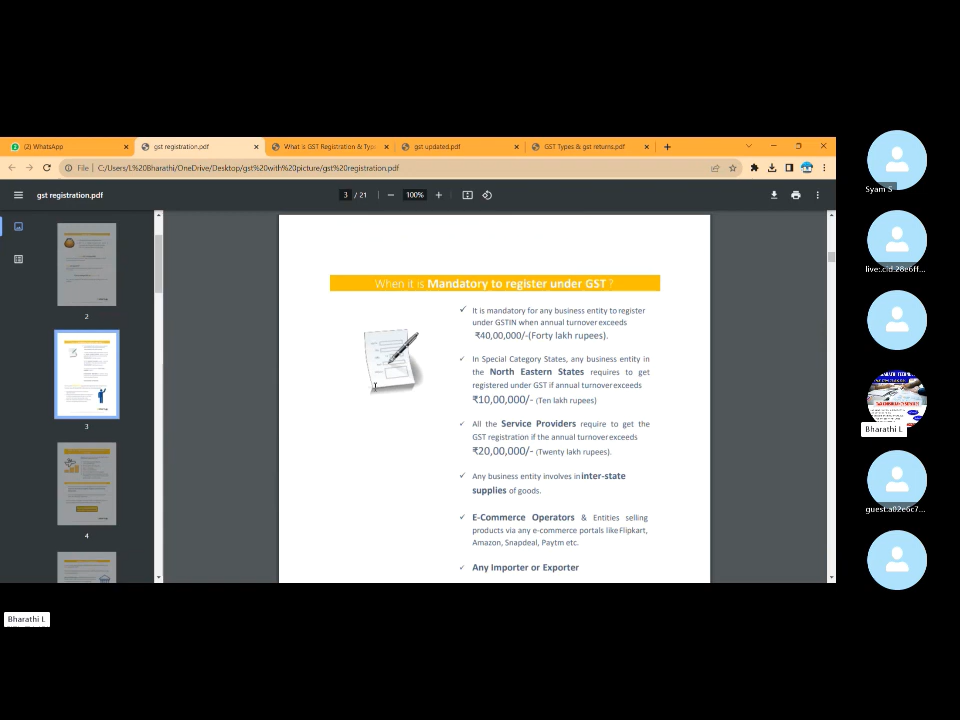 (2) WhatsApp
gst registration.pdf
What is GST Registration & Typ
gst updated.pdf
GST Types & gst returns.pdf
File
C:/Users/L%20Bharathi/OneDrive/Desktop/gst%20with%20picture/gst%20registration.pdf
gst registration.pdf
3 / 21
100%
2
3
4
When it is Mandatory to register under GST ?
✓ It is mandatory for any business entity to register
under GSTIN when annual turnover exceeds
₹40,00,000/-(Forty lakh rupees).
✓ In Special Category States, any business entity in
the North Eastern States requires to get
registered under GST if annual turnover exceeds
₹10,00,000/- (Ten lakh rupees)
✓ All the Service Providers require to get the
GST registration if the annual turnover exceeds
₹20,00,000/- (Twenty lakh rupees).
✓ Any business entity involves in inter-state
supplies of goods.
✓ E-Commerce Operators & Entities selling
products via any e-commerce portals like Flipkart,
Amazon, Snapdeal, Paytm etc.
✓ Any Importer or Exporter
Syam S
live:.cid.28e6ff...
Bharathi L
guest:a02e6c7...
Bharathi L